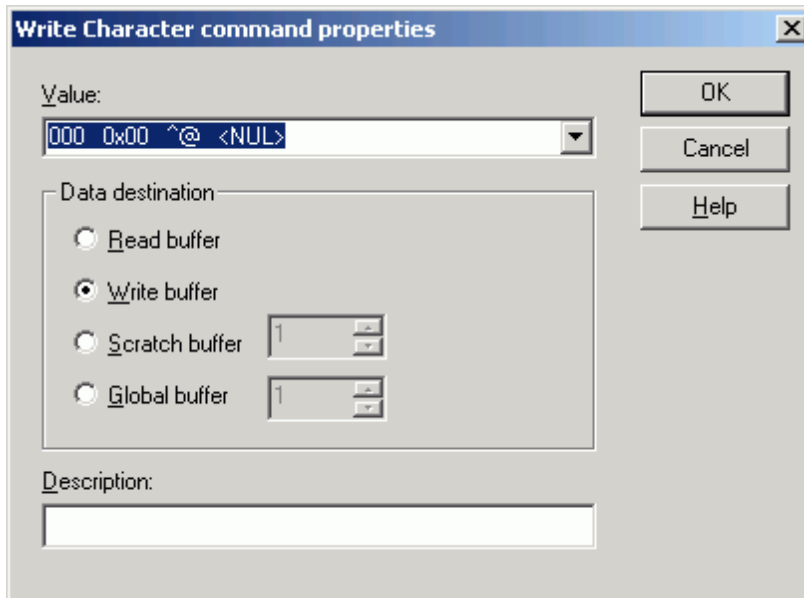 Write Character command properties
Value:
OK
000 0x00 ^@ <NUL>
Cancel
Data destination
Help
Read buffer
Write buffer
Scratch buffer 1
Global buffer 1
Description: